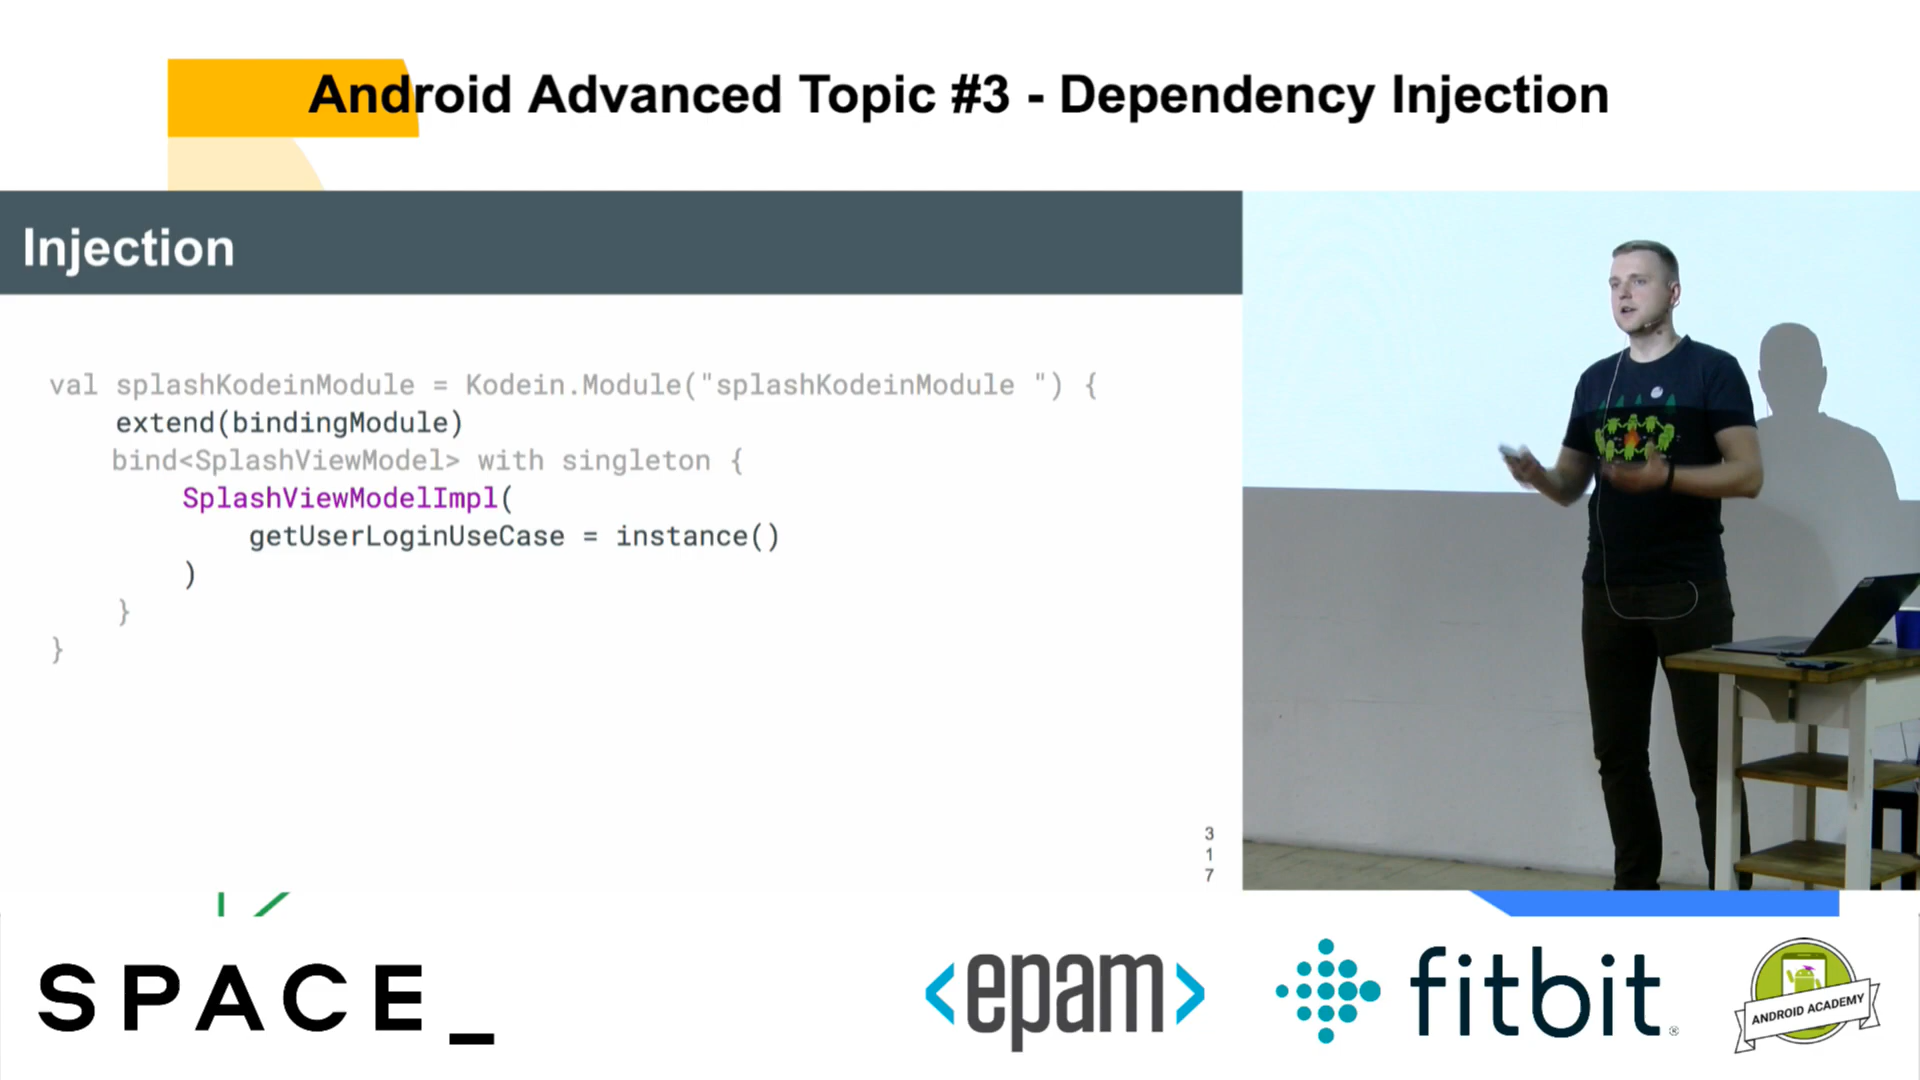 Android Advanced Topic #3 - Dependency Injection
Injection
val splashKodeinModule = Kodein.Module("splashKodeinModule ") {
    extend(bindingModule)
    bind<SplashViewModel> with singleton {
        SplashViewModelImpl(
            getUserLoginUseCase = instance()
        )
    }
}
3
1
7
SPACE_
<epam>
fitbit®
ANDROID ACADEMY